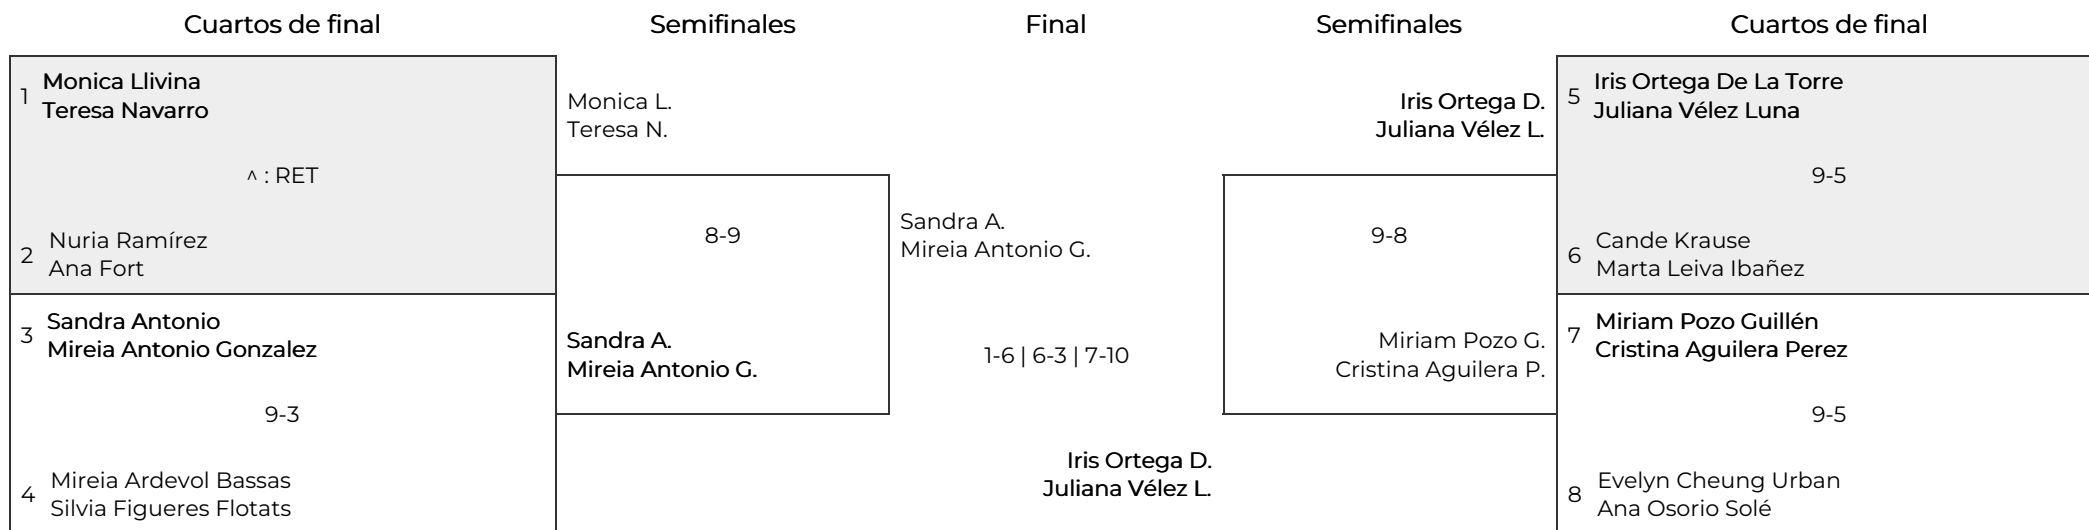 Cuartos de final
Semifinales
Final
Semifinales
Cuartos de final
1
Monica Llivina
Teresa Navarro
^ : RET
2
Nuria Ramírez
Ana Fort
3
Sandra Antonio
Mireia Antonio Gonzalez
9-3
4
Mireia Ardevol Bassas
Silvia Figueres Flotats
Monica L.
Teresa N.
8-9
Sandra A.
Mireia Antonio G.
Sandra A.
Mireia Antonio G.
1-6 | 6-3 | 7-10
Iris Ortega D.
Juliana Vélez L.
Iris Ortega D.
Juliana Vélez L.
9-8
Miriam Pozo G.
Cristina Aguilera P.
5
Iris Ortega De La Torre
Juliana Vélez Luna
9-5
6
Cande Krause
Marta Leiva Ibañez
7
Miriam Pozo Guillén
Cristina Aguilera Perez
9-5
8
Evelyn Cheung Urban
Ana Osorio Solé